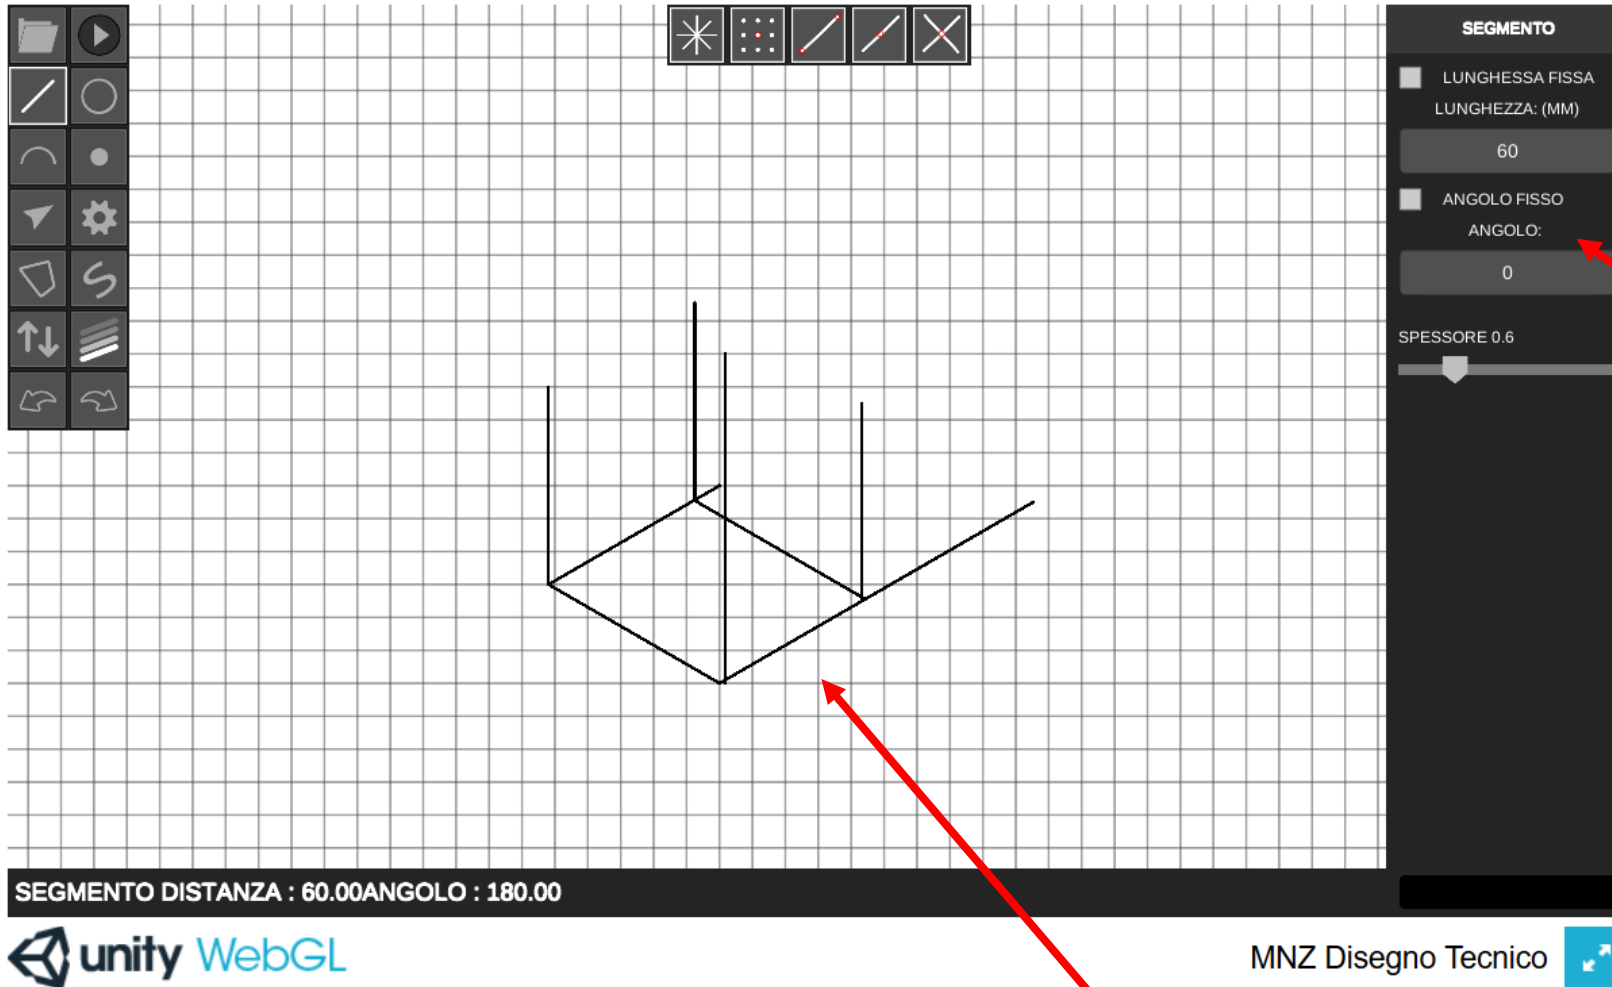 SEGMENTO
LUNGHESSA FISSA
LUNGHEZZA: (MM)
60
ANGOLO FISSO
ANGOLO:
0
SPESSORE 0.6
SEGMENTO DISTANZA : 60.00ANGOLO : 180.00
unity WebGL
MNZ Disegno Tecnico